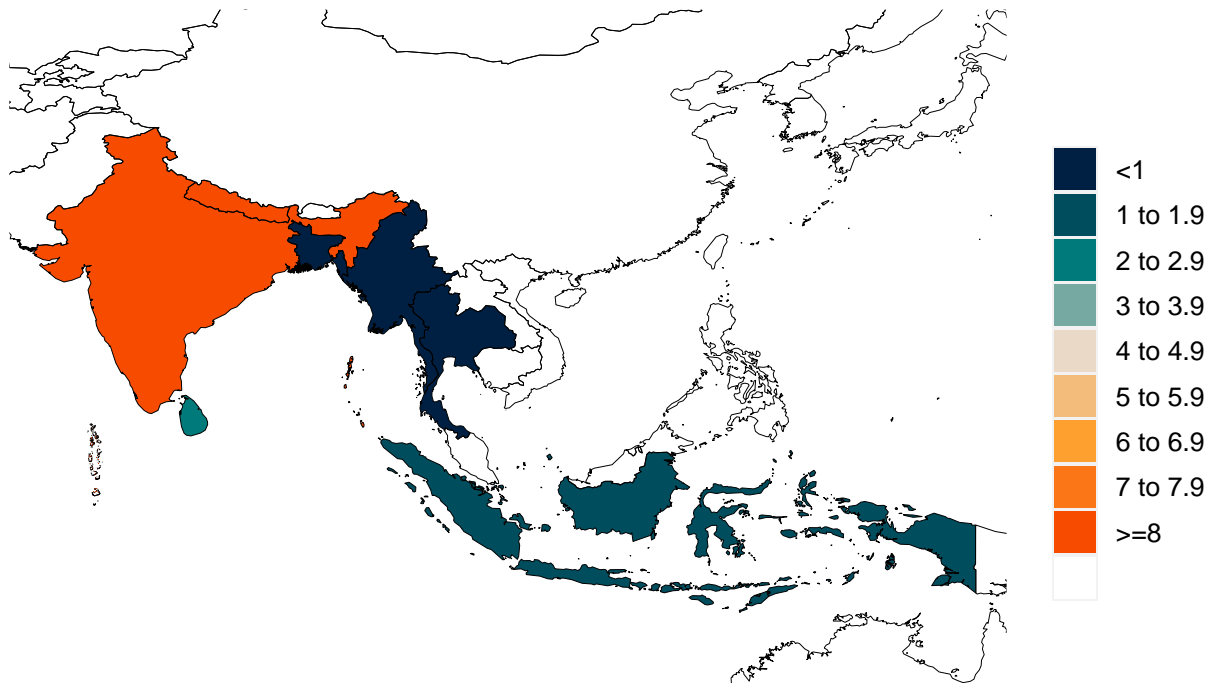 <1
1 to 1.9
2 to 2.9
3 to 3.9
4 to 4.9
5 to 5.9
6 to 6.9
7 to 7.9
>=8